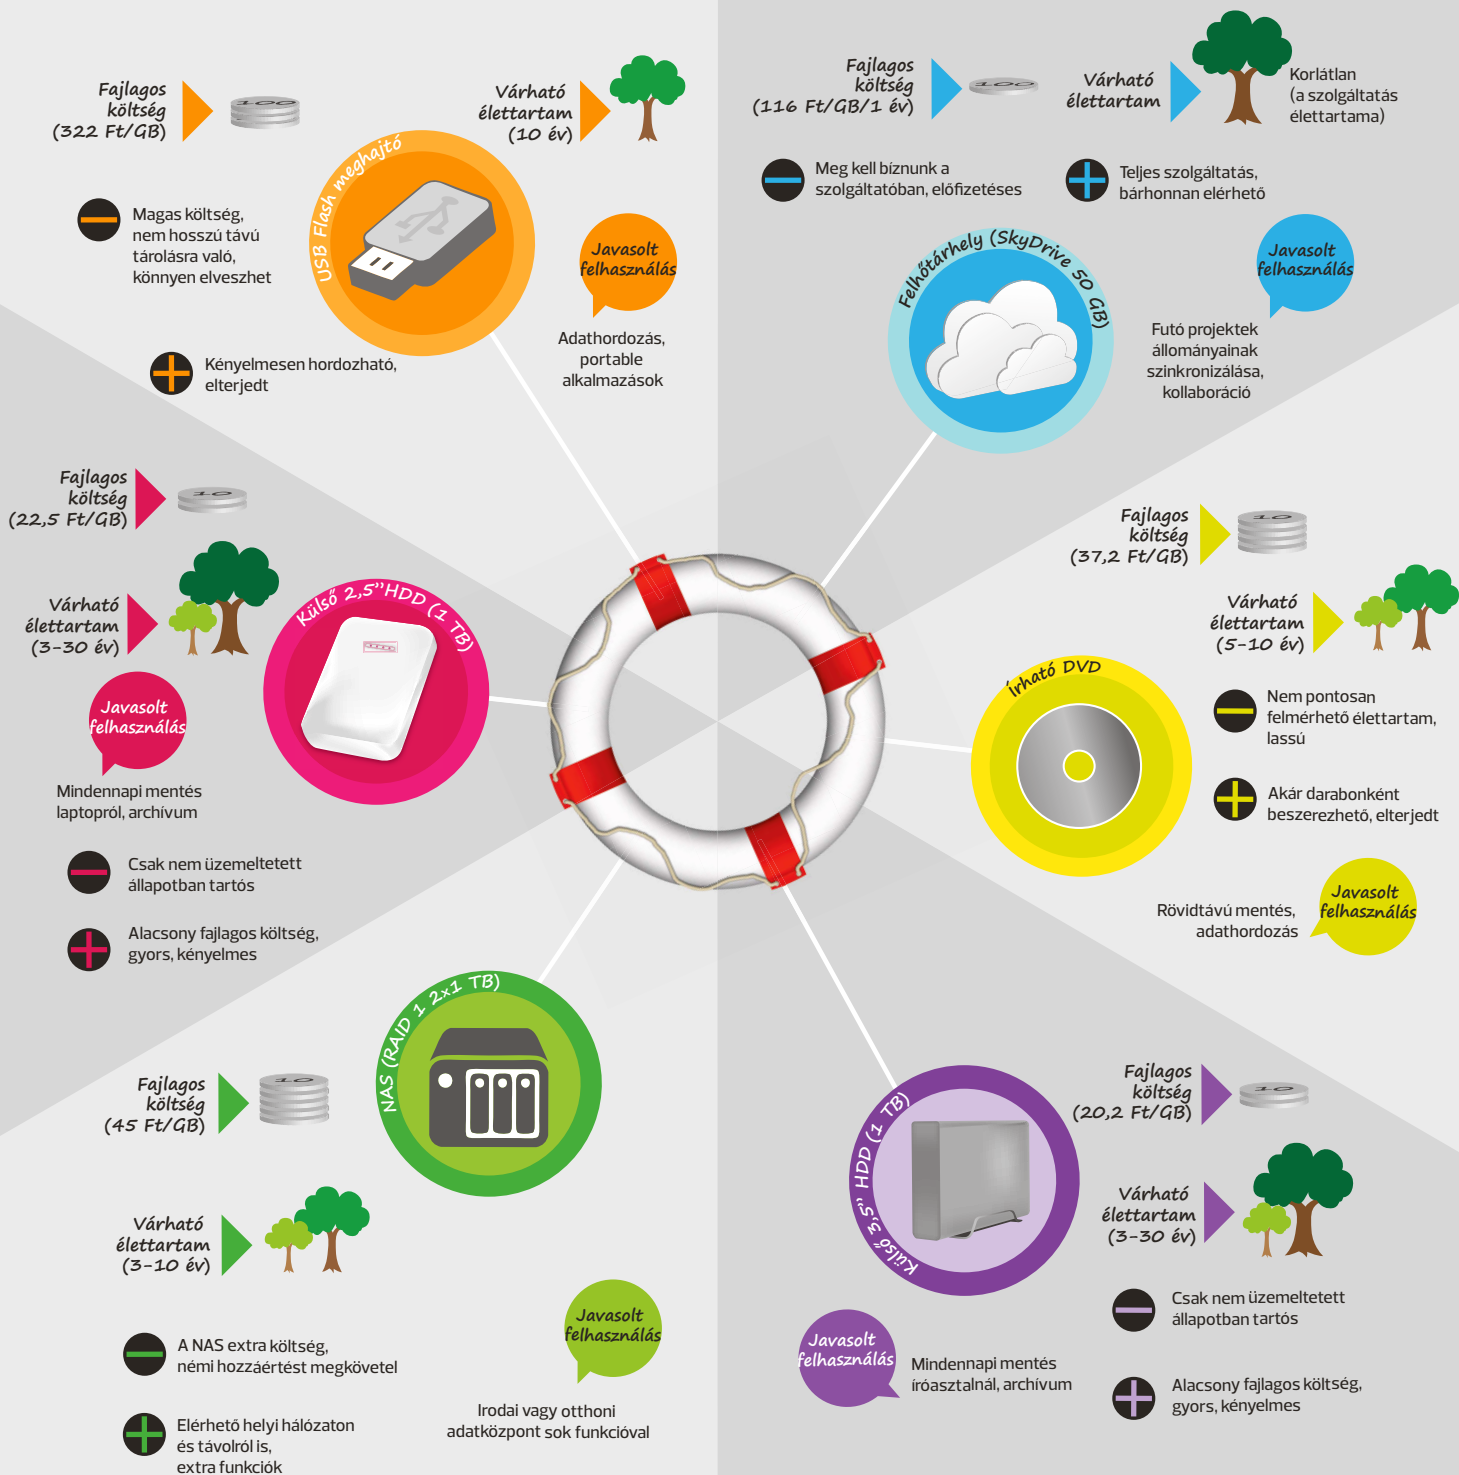 Fajlagos
költség
(322 Ft/GB)
100
Várható
élettartam
(10 év)
USB Flash meghajtó
Magas költség,
nem hosszú távú
tárolásra való,
könnyen elveszhet
Kényelmesen hordozható,
elterjedt
Javasolt
felhasználás
Adathordozás,
portable
alkalmazások
Fajlagos
költség
(116 Ft/GB/1 év)
100
Várható
élettartam
Korlátlan
(a szolgáltatás
élettartama)
Meg kell bíznunk a
szolgáltatóban, előfizetéses
Teljes szolgáltatás,
bárhonnan elérhető
Felhőtárhely (SkyDrive 50 GB)
Javasolt
felhasználás
Futó projektek
állományainak
szinkronizálása,
kollaboráció
Fajlagos
költség
(22,5 Ft/GB)
10
Várható
élettartam
(3-30 év)
Külső 2,5”HDD (1 TB)
Javasolt
felhasználás
Mindennapi mentés
laptopról, archívum
Csak nem üzemeltetett
állapotban tartós
Alacsony fajlagos költség,
gyors, kényelmes
Fajlagos
költség
(37,2 Ft/GB)
10
Várható
élettartam
(5-10 év)
Írható DVD
Nem pontosan
felmérhető élettartam,
lassú
Akár darabonként
beszerezhető, elterjedt
Javasolt
felhasználás
Rövidtávú mentés,
adathordozás
NAS (RAID 1 2x1 TB)
Fajlagos
költség
(45 Ft/GB)
10
Várható
élettartam
(3-10 év)
A NAS extra költség,
némi hozzáértést megkövetel
Elérhető helyi hálózaton
és távolról is,
extra funkciók
Javasolt
felhasználás
Irodai vagy otthoni
adatközpont sok funkcióval
Külső 3,5” HDD (1 TB)
Fajlagos
költség
(20,2 Ft/GB)
10
Várható
élettartam
(3-30 év)
Csak nem üzemeltetett
állapotban tartós
Alacsony fajlagos költség,
gyors, kényelmes
Javasolt
felhasználás
Mindennapi mentés
íróasztalnál, archívum